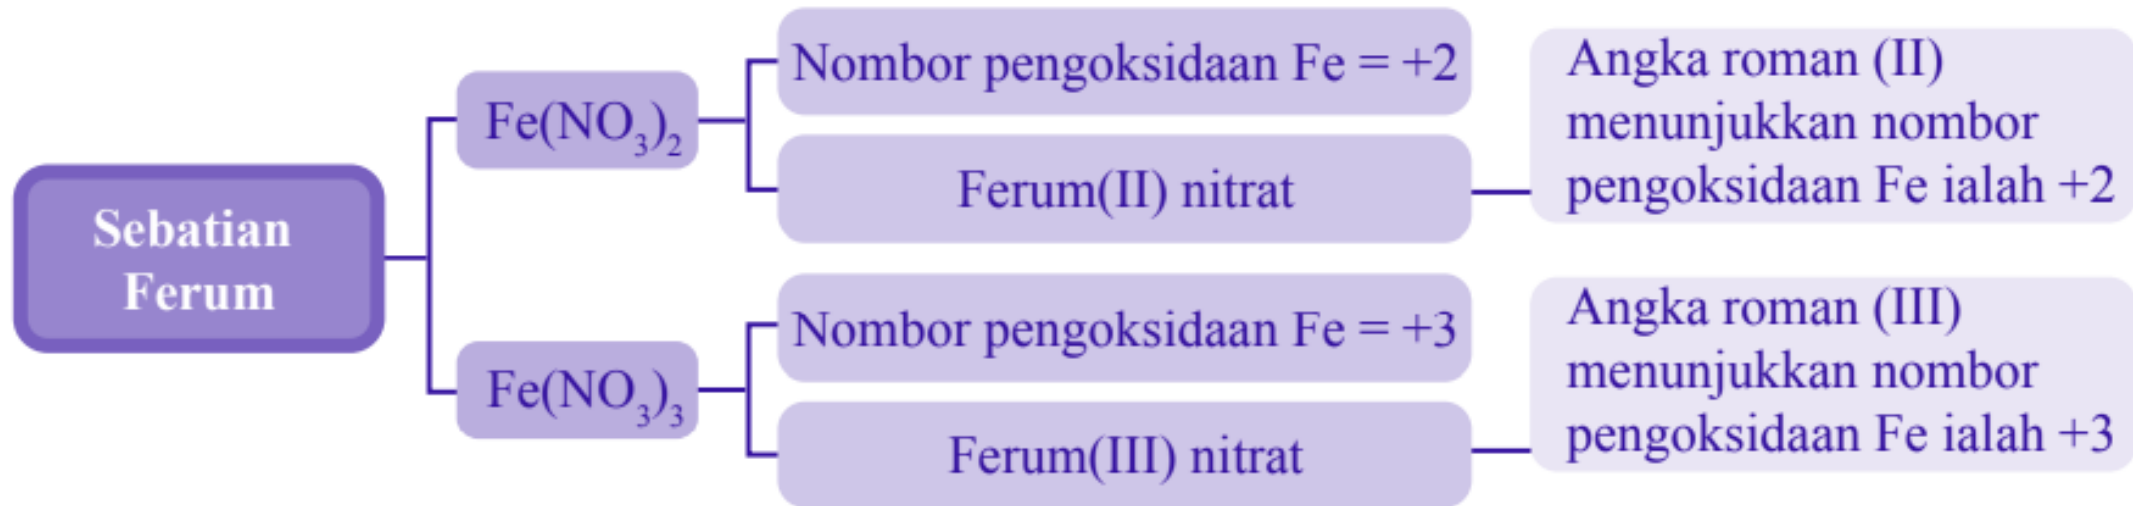 Sebatian
Ferum
Fe(NO₃)₂
Nombor pengoksidaan Fe = +2
Ferum(II) nitrat
Angka roman (II)
menunjukkan nombor
pengoksidaan Fe ialah +2
Fe(NO₃)₃
Nombor pengoksidaan Fe = +3
Ferum(III) nitrat
Angka roman (III)
menunjukkan nombor
pengoksidaan Fe ialah +3